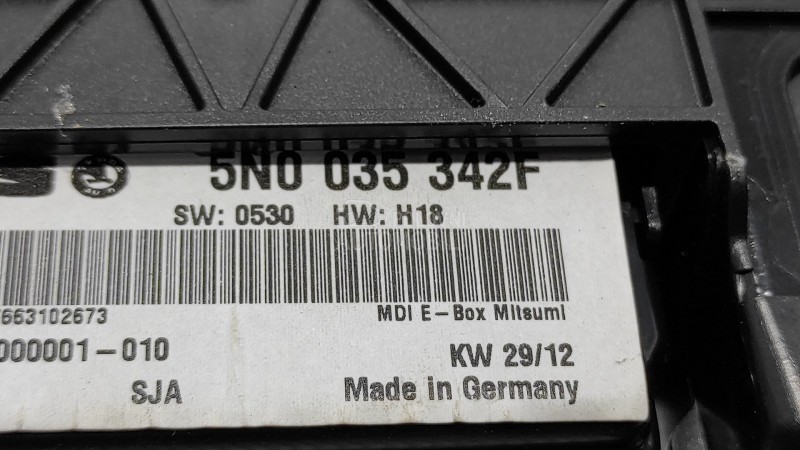 5N0 035 342F
SW: 0530 HW: H18
663102673
MDI E-Box Mitsumi
000001-010
KW 29/12
SJA
Made in Germany